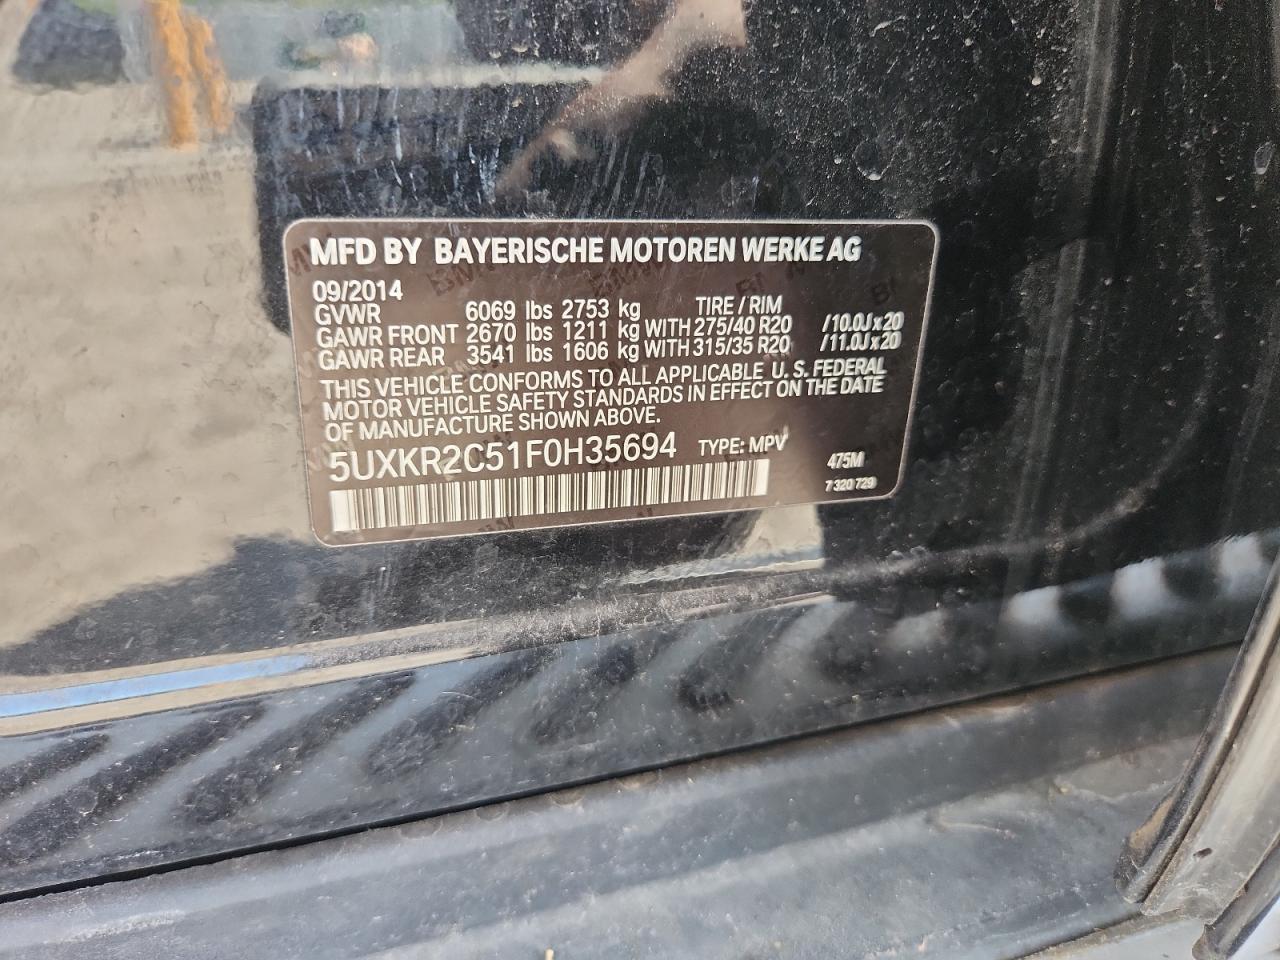 MFD BY BAYERISCHE MOTOREN WERKE AG
09/2014
GVWR 6069 lbs 2753 kg TIRE / RIM
GAWR FRONT 2670 lbs 1211 kg WITH 275/40 R20 /10.0J x 20
GAWR REAR 3541 lbs 1606 kg WITH 315/35 R20 /11.0J x 20
THIS VEHICLE CONFORMS TO ALL APPLICABLE U.S. FEDERAL
MOTOR VEHICLE SAFETY STANDARDS IN EFFECT ON THE DATE
OF MANUFACTURE SHOWN ABOVE.
5UXKR2C51F0H35694 TYPE: MPV 475M
7 320 729